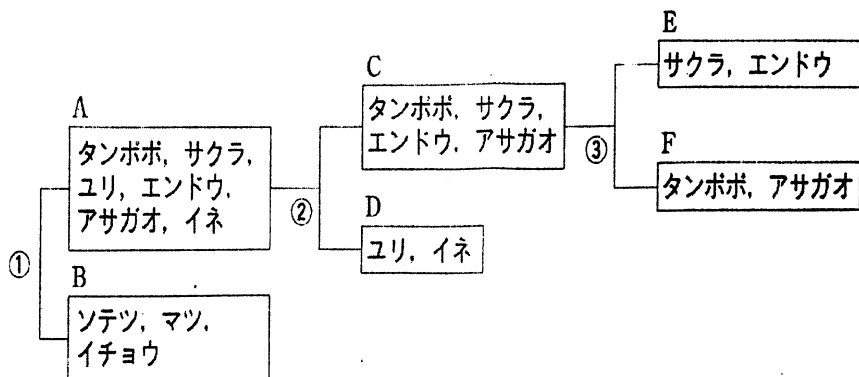 A
タンポポ, サクラ,
ユリ, エンドウ,
アサガオ, イネ
①
B
ソテツ, マツ,
イチョウ
②
C
タンポポ, サクラ,
エンドウ, アサガオ
D
ユリ, イネ
③
E
サクラ, エンドウ
F
タンポポ, アサガオ